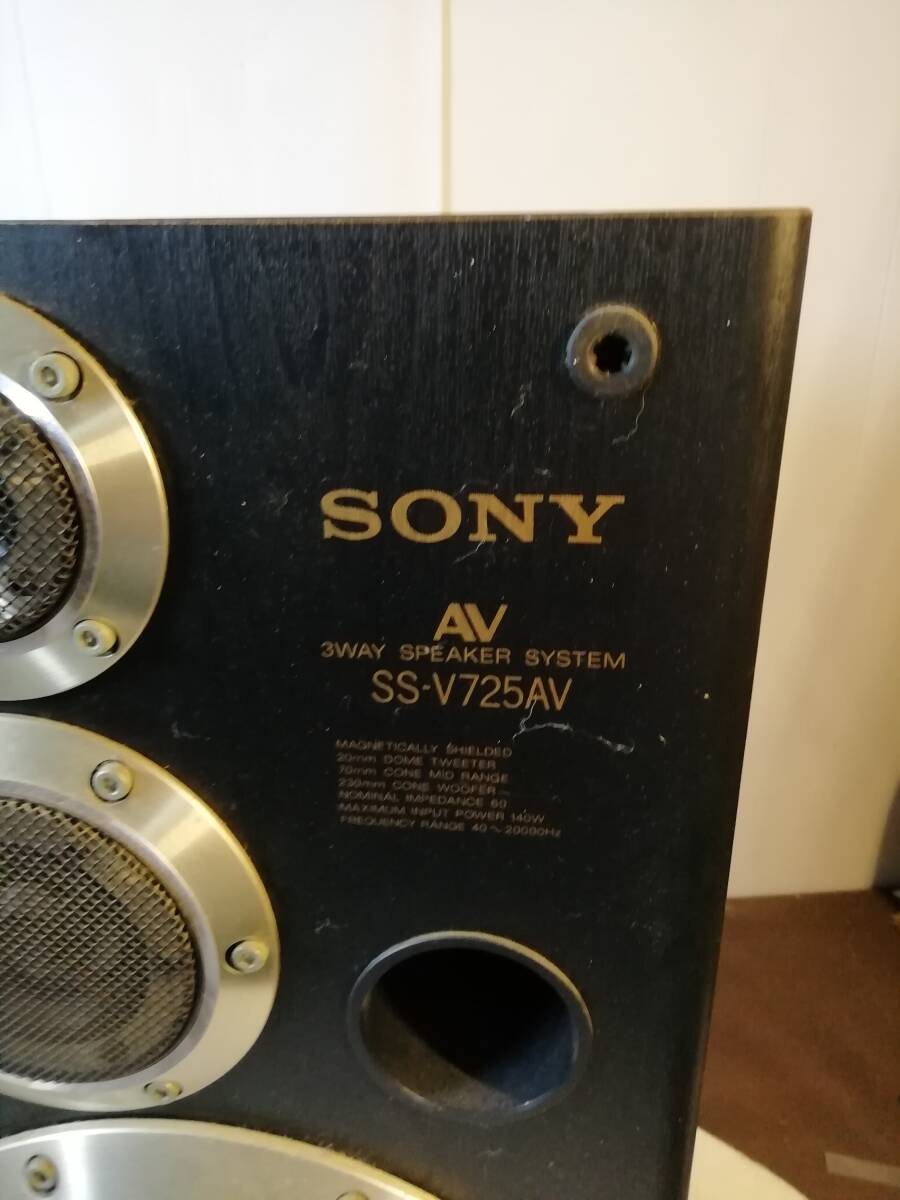 SONY
AV
3WAY SPEAKER SYSTEM
SS-V725AV
MAGNETICALLY SHIELDED
20mm DOME TWEETER
70mm CONE MID RANGE
230mm CONE WOOFER
NOMINAL IMPEDANCE 6Ω
MAXIMUM INPUT POWER 140W
FREQUENCY RANGE 40～20000Hz